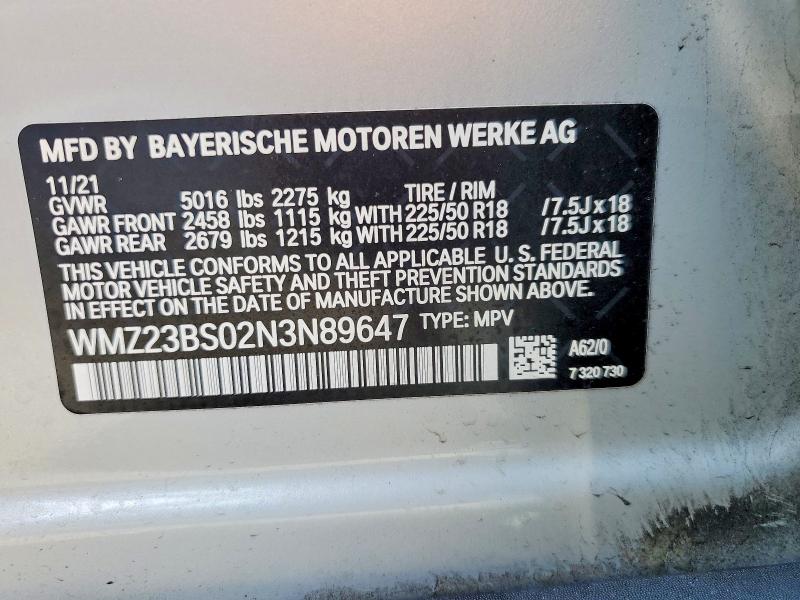 MFD BY BAYERISCHE MOTOREN WERKE AG
11/21 TIRE / RIM
GVWR 5016 lbs 2275 kg
GAWR FRONT 2458 lbs 1115 kg WITH 225/50 R18 /7.5J x 18
GAWR REAR 2679 lbs 1215 kg WITH 225/50 R18 /7.5J x 18
THIS VEHICLE CONFORMS TO ALL APPLICABLE U. S. FEDERAL
MOTOR VEHICLE SAFETY AND THEFT PREVENTION STANDARDS
IN EFFECT ON THE DATE OF MANUFACTURE SHOWN ABOVE.
WMZ23BS02N3N89647 TYPE: MPV
A62/0
7 320 730